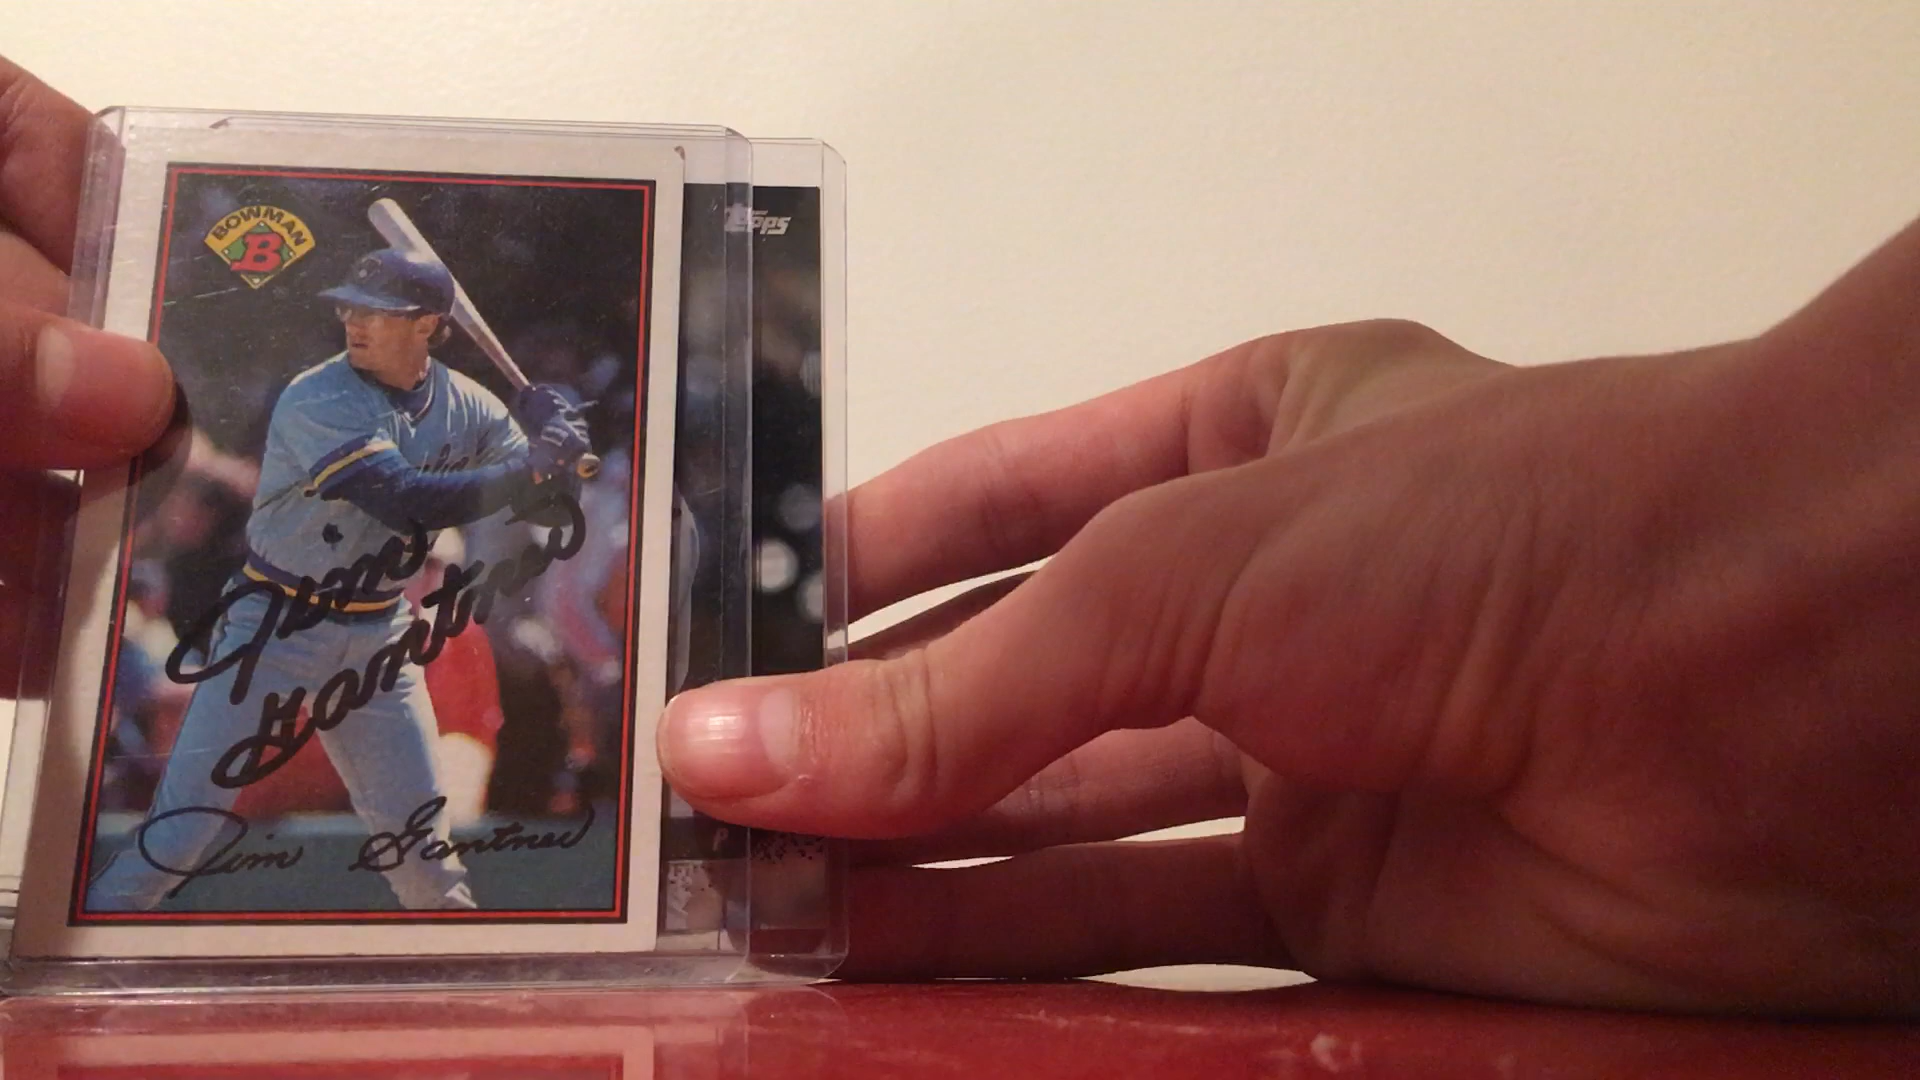 BOWMAN
B
Topps
Jim
Gantner
Jim Gantner
P